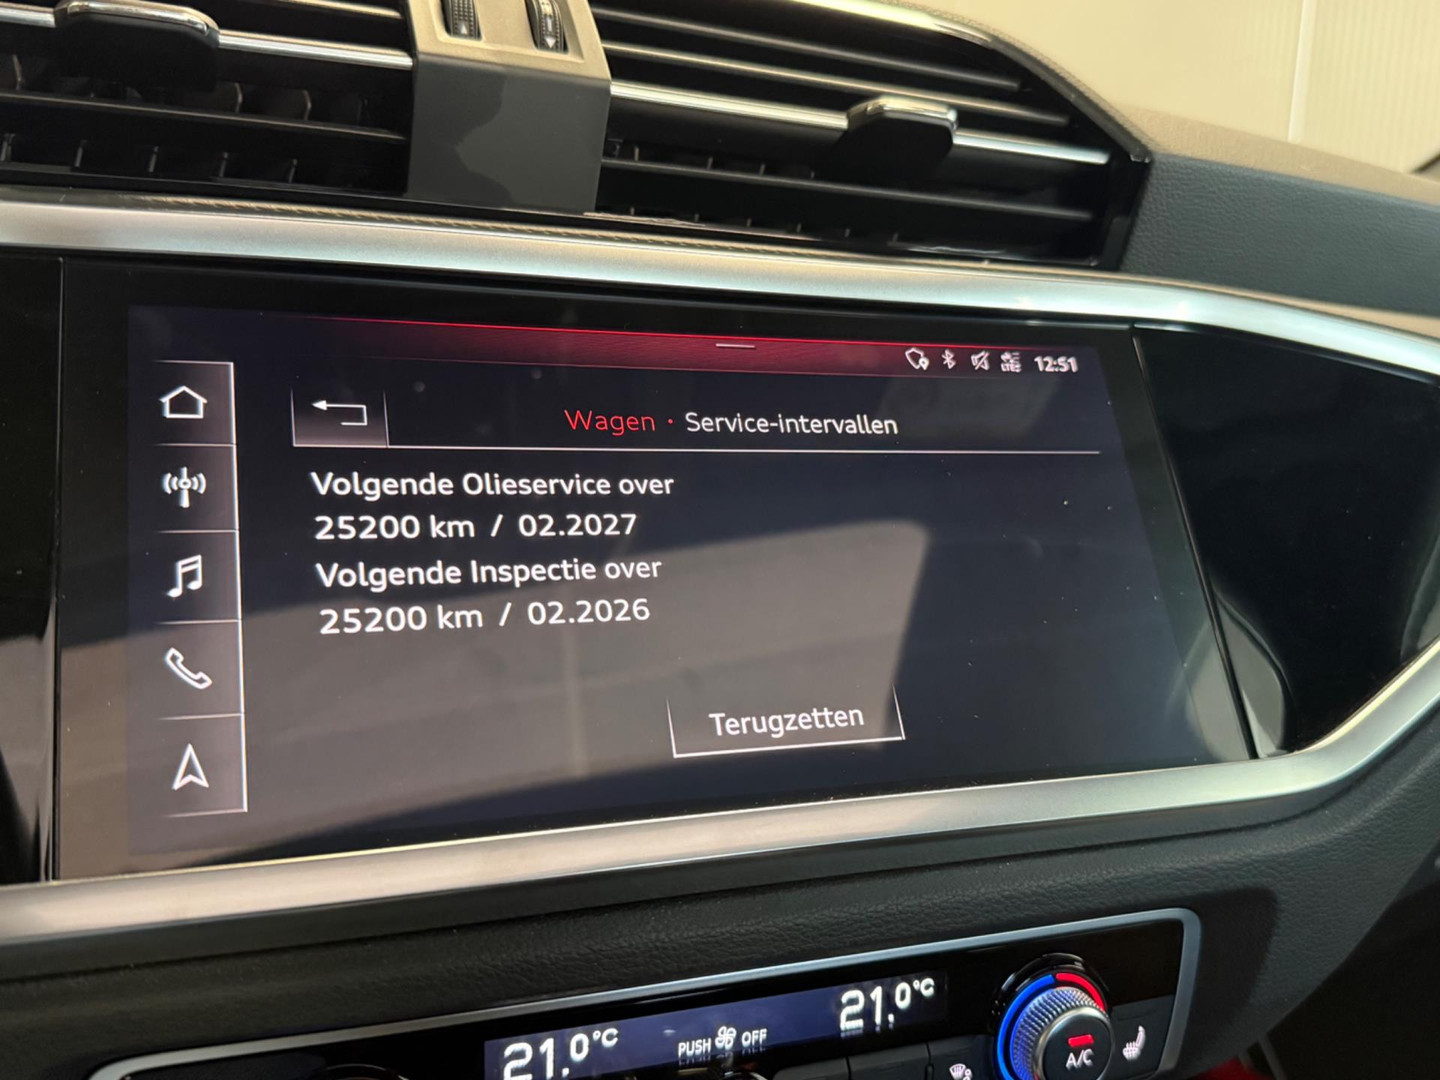 12:51
Wagen · Service-intervallen
Volgende Olieservice over
25200 km / 02.2027
Volgende Inspectie over
25200 km / 02.2026
Terugzetten
21.0°C PUSH OFF 21.0°C
A/C